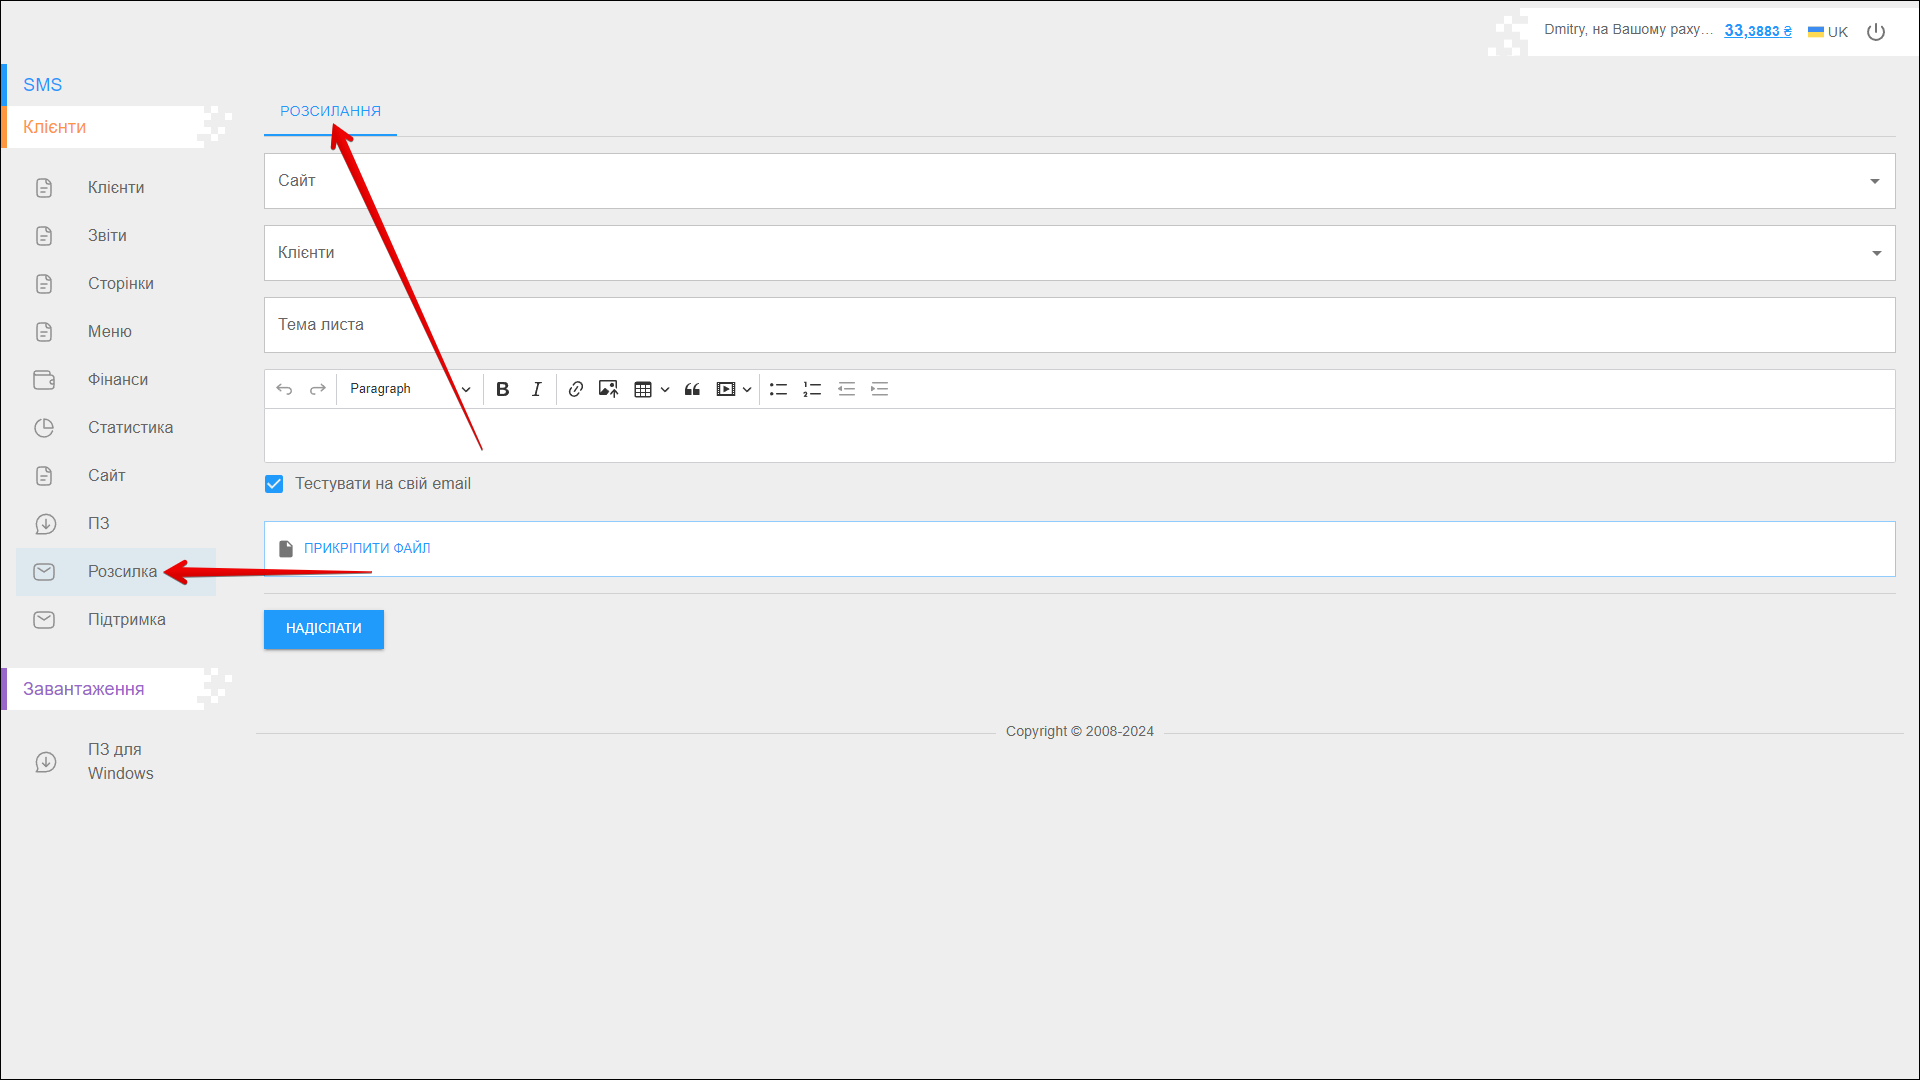 Dmitry, на Вашому раху...
33,3883 ₴
UK
SMS
Клієнти
Клієнти
Звіти
Сторінки
Меню
Фінанси
Статистика
Сайт
ПЗ
Розсилка
Підтримка
Завантаження
ПЗ для
Windows
РОЗСИЛАННЯ
Сайт
Клієнти
Тема листа
Paragraph
Тестувати на свій email
ПРИКРІПИТИ ФАЙЛ
НАДІСЛАТИ
Copyright © 2008-2024